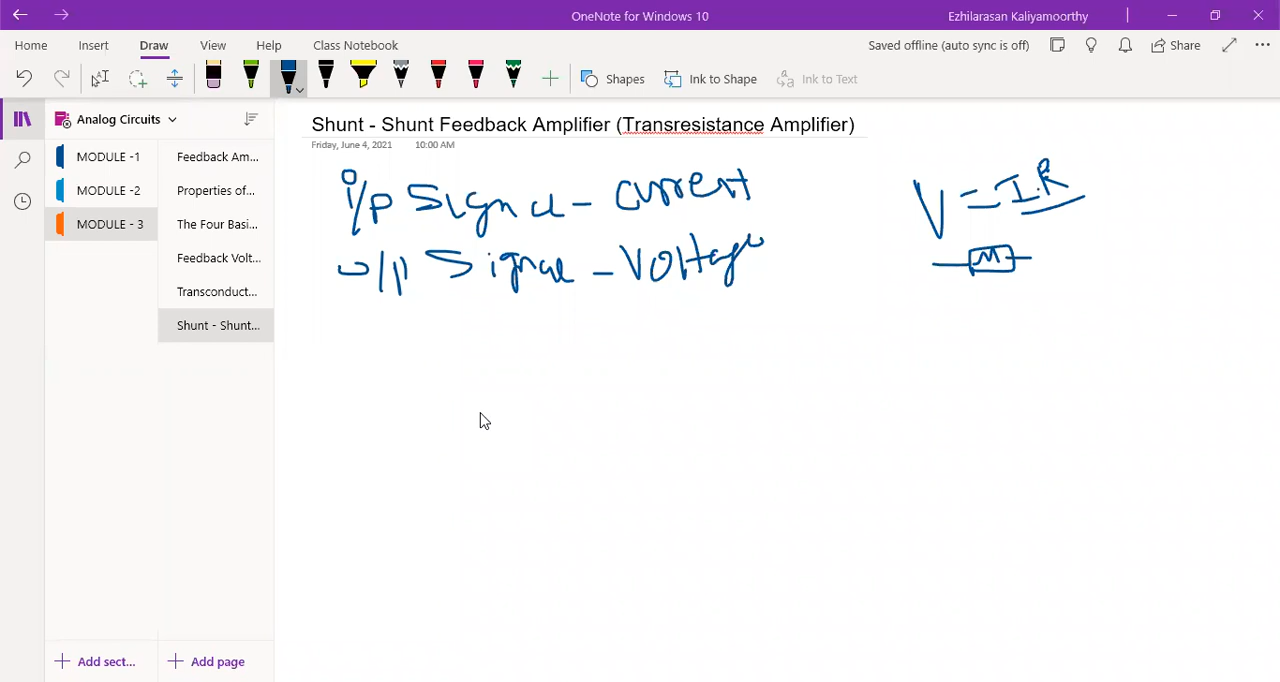 OneNote for Windows 10
Ezhilarasan Kaliyamoorthy
Home Insert Draw View Help Class Notebook
Saved offline (auto sync is off)
Share
Shapes
Ink to Shape
Ink to Text
Analog Circuits
MODULE -1
MODULE -2
MODULE - 3
Feedback Am...
Properties of...
The Four Basi...
Feedback Volt...
Transconduct...
Shunt - Shunt...
Add sect...
Add page
Shunt - Shunt Feedback Amplifier (Transresistance Amplifier)
Friday, June 4, 2021 10:00 AM
i/p Signal - Current
o/p Signal - Voltage
V = I.R